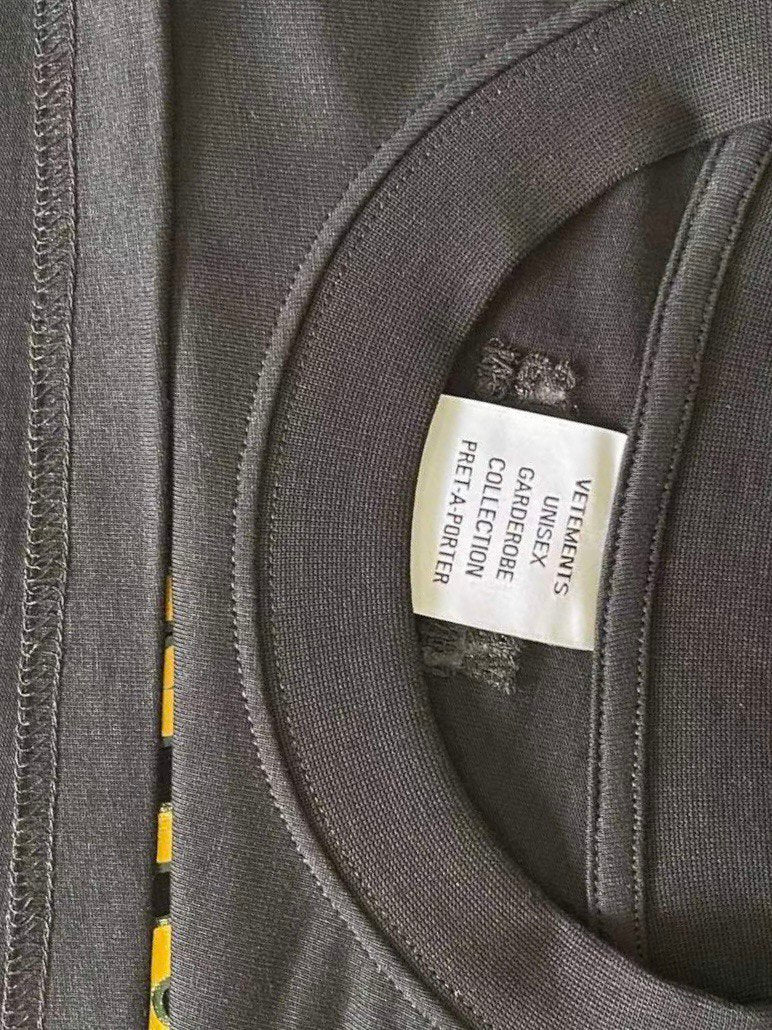 VETEMENTS
UNISEX
GARDEROBE
COLLECTION
PRET-A-PORTER